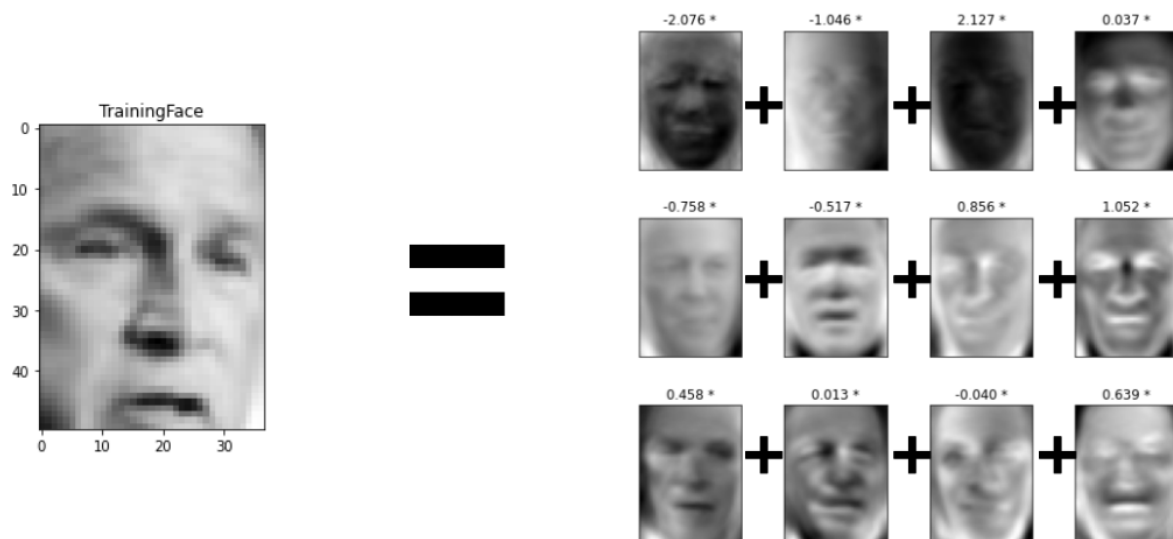 -2.076 * -1.046 * 2.127 * 0.037 *
+ + +
TrainingFace
0
10
20
30
40
0 10 20 30
=
-0.758 * -0.517 * 0.856 * 1.052 *
+ + +
0.458 * 0.013 * -0.040 * 0.639 *
+ + +